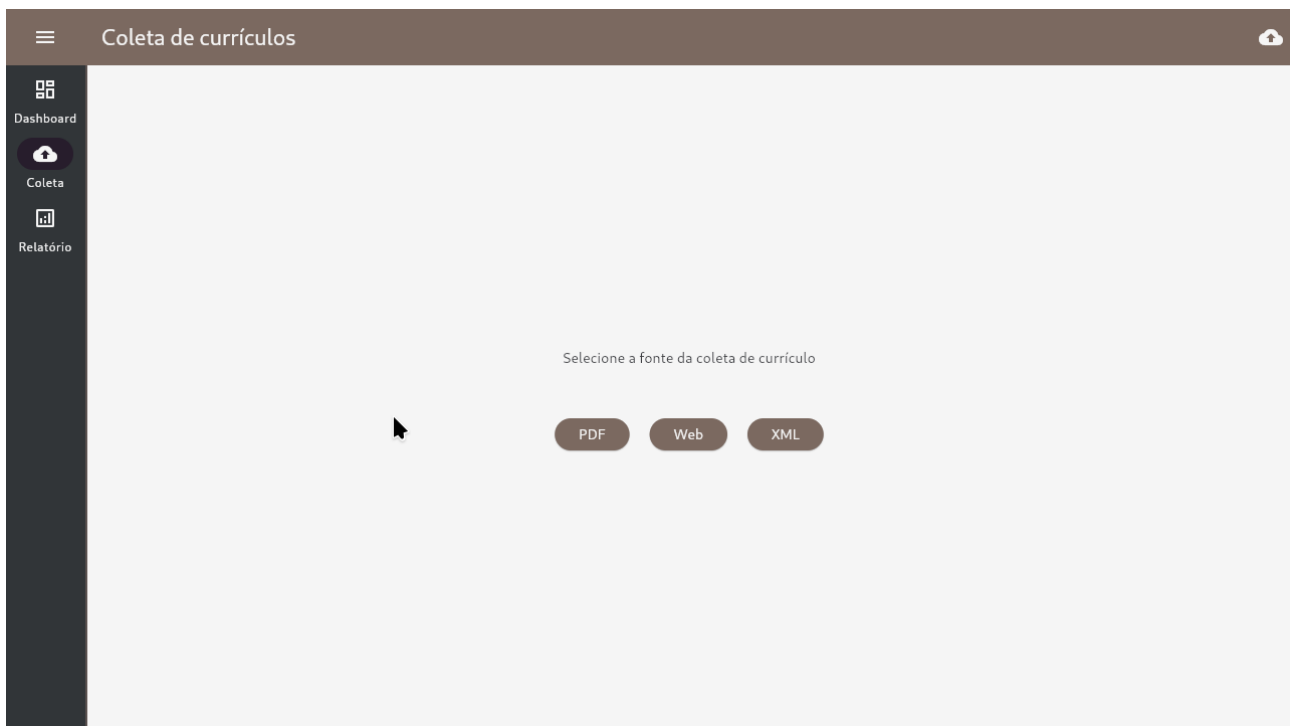 Coleta de currículos
Dashboard
Coleta
Relatório
Selecione a fonte da coleta de currículo
PDF Web XML